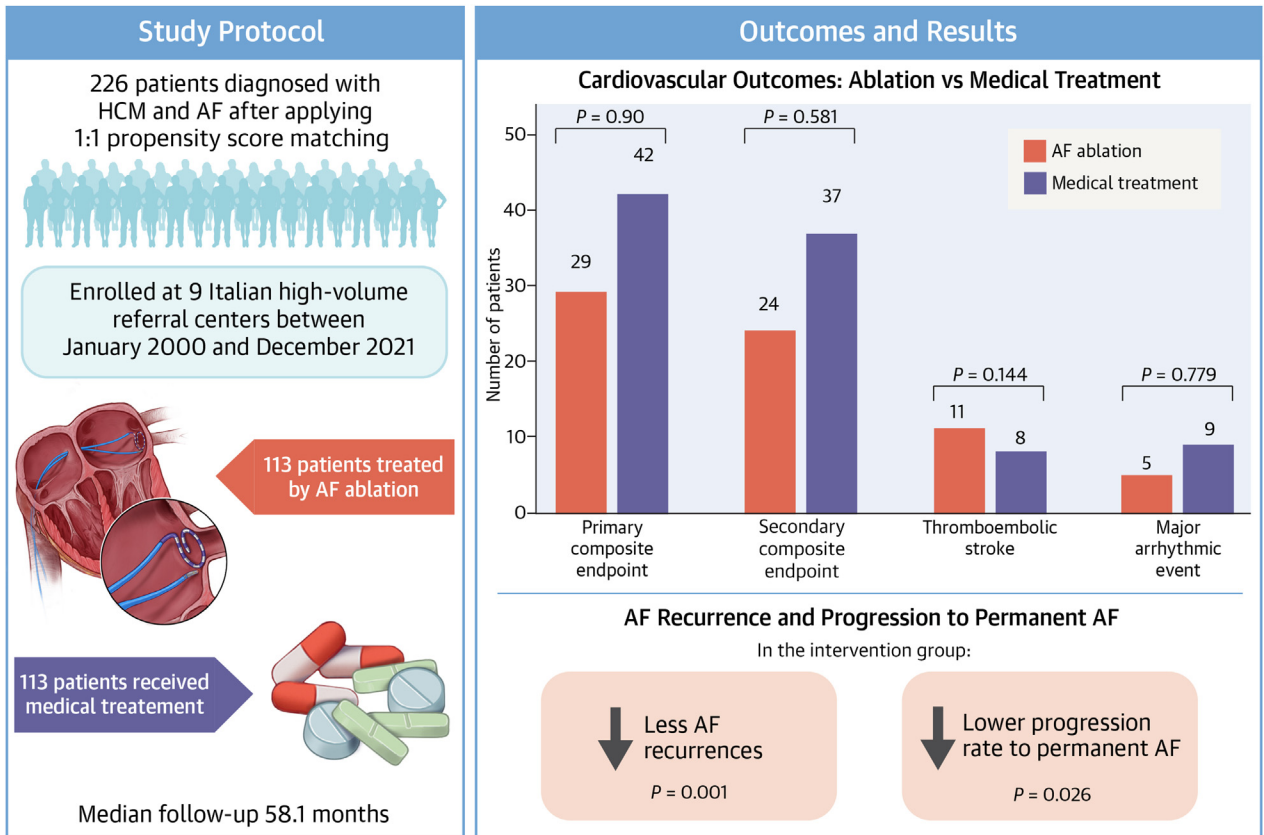 Study Protocol
226 patients diagnosed with
HCM and AF after applying
1:1 propensity score matching
Enrolled at 9 Italian high-volume
referral centers between
January 2000 and December 2021
113 patients treated
by AF ablation
113 patients received
medical treatement
Median follow-up 58.1 months
Outcomes and Results
Cardiovascular Outcomes: Ablation vs Medical Treatment
Number of patients
50
40
30
20
10
0
P = 0.90
29
42
P = 0.581
24
37
P = 0.144
11
8
P = 0.779
5
9
AF ablation
Medical treatment
Primary
composite
endpoint
Secondary
composite
endpoint
Thromboembolic
stroke
Major
arrhythmic
event
AF Recurrence and Progression to Permanent AF
In the intervention group:
Less AF
recurrences
P = 0.001
Lower progression
rate to permanent AF
P = 0.026